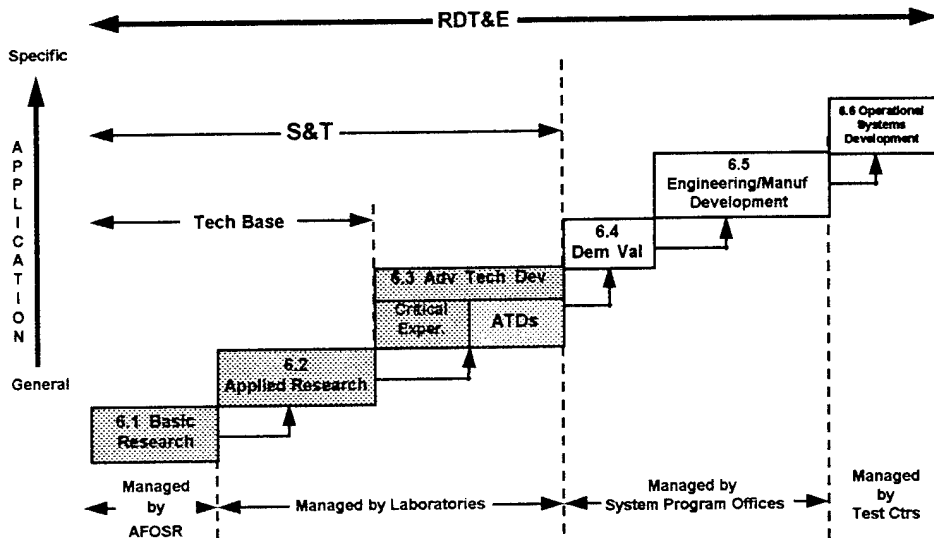 RDT&E
Specific
APPLICATION
General
S&T
Tech Base
6.6 Operational
Systems
Development
6.5
Engineering/Manuf
Development
6.4
Dem Val
6.3 Adv Tech Dev
Critical
Exper.
ATDs
6.2
Applied Research
6.1 Basic
Research
Managed
by
AFOSR
Managed by Laboratories
Managed by
System Program Offices
Managed
by
Test Ctrs